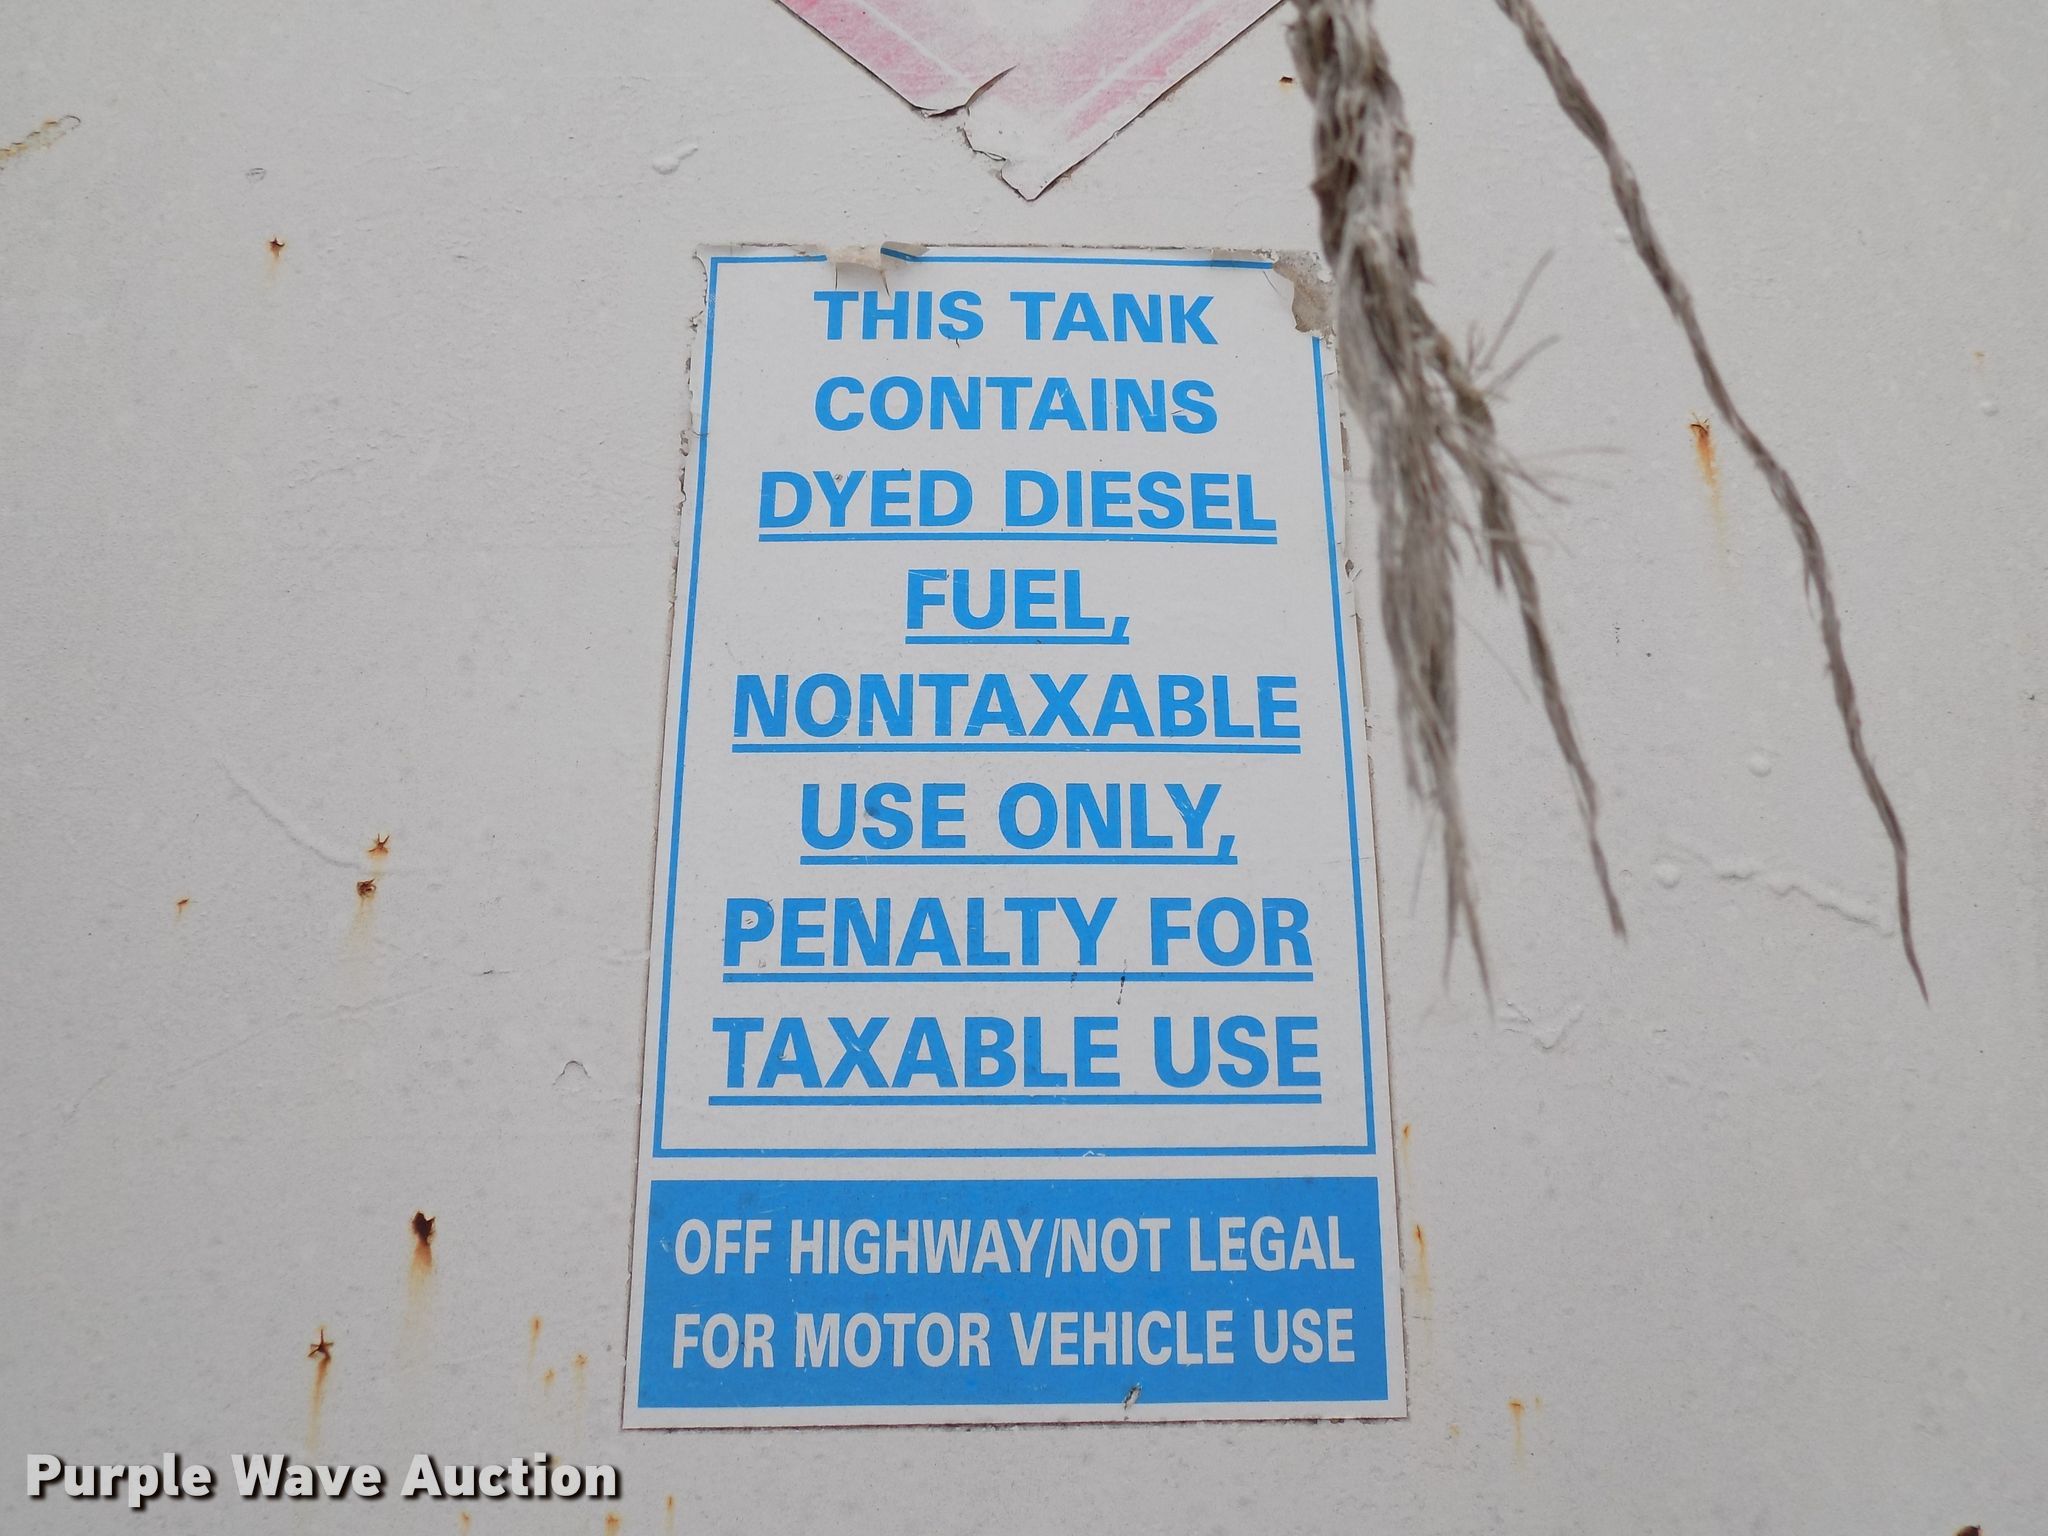 THIS TANK
CONTAINS
DYED DIESEL
FUEL,
NONTAXABLE
USE ONLY,
PENALTY FOR
TAXABLE USE
OFF HIGHWAY/NOT LEGAL
FOR MOTOR VEHICLE USE
Purple Wave Auction